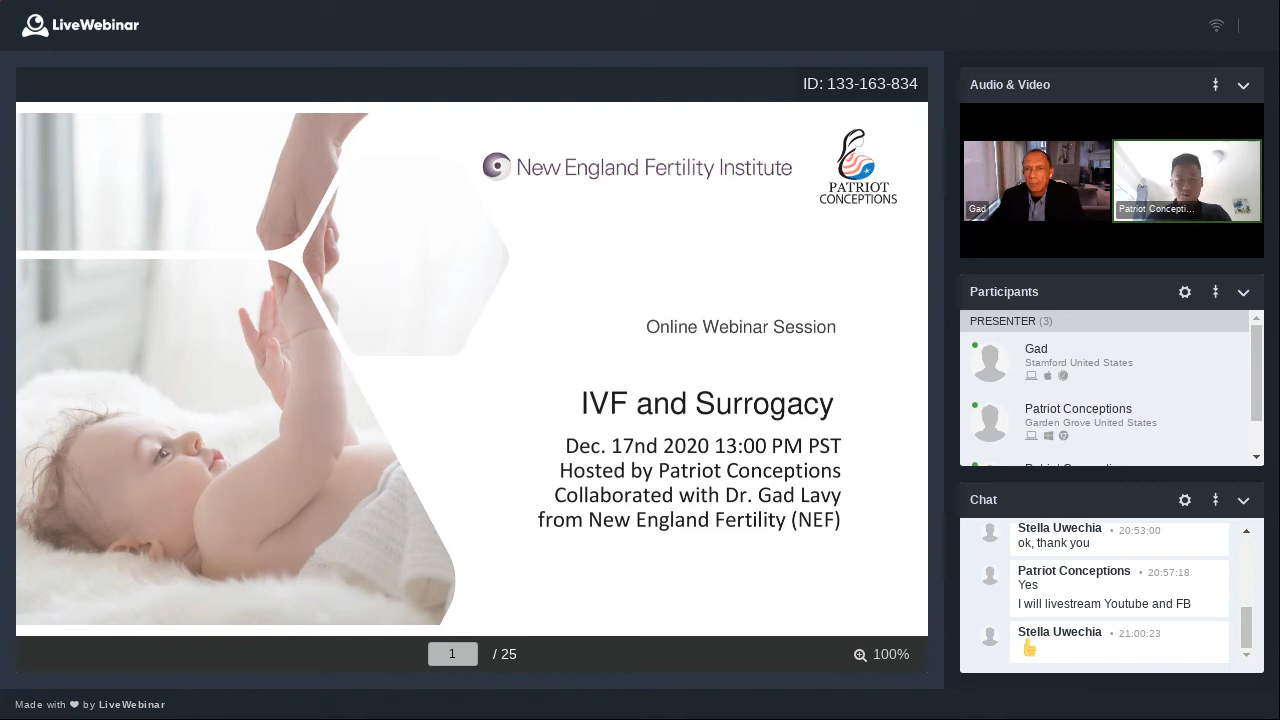 LiveWebinar
ID: 133-163-834
New England Fertility Institute
PATRIOT
CONCEPTIONS
Online Webinar Session
IVF and Surrogacy
Dec. 17nd 2020 13:00 PM PST
Hosted by Patriot Conceptions
Collaborated with Dr. Gad Lavy
from New England Fertility (NEF)
1 / 25
100%
Audio & Video
Gad
Patront Concepti...
Participants
PRESENTER (3)
Gad
Stamford United States
Patriot Conceptions
Garden Grove United States
Chat
Stella Uwechia • 20:53:00
ok, thank you
Patriot Conceptions • 20:57:18
Yes
I will livestream Youtube and FB
Stella Uwechia • 21:00:23
Made with by LiveWebinar